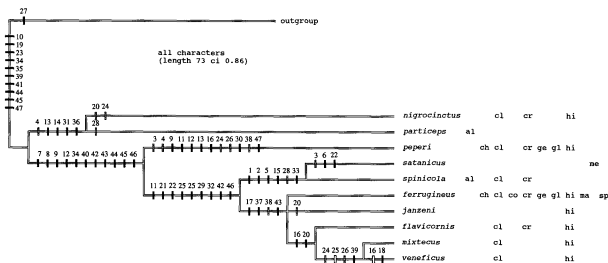 27
outgroup
10
19
23
34
35
39
41
44
45
47
all characters
(length 73 ci 0.86)
20 24
nigrocinctus cl cr hi
4 13 14 31 36
28
particeps al
3 4 9 11 12 13 16 24 26 30 38 47
peperi ch cl cr ge gl hi
7 8 9 12 34 40 42 43 44 45 46
3 6 22
satanicus ne
1 2 5 15 28 33
spinicola al cr
11 21 22 25 25 29 32 42 46
ferrugineus ch cl co cr ge gl hi ma sp
17 37 38 43
20
janzeni hi
flavicornis cl cr hi
16 20
mixtecus cl hi
24 25 26 39
16 18
veneficus cl hi